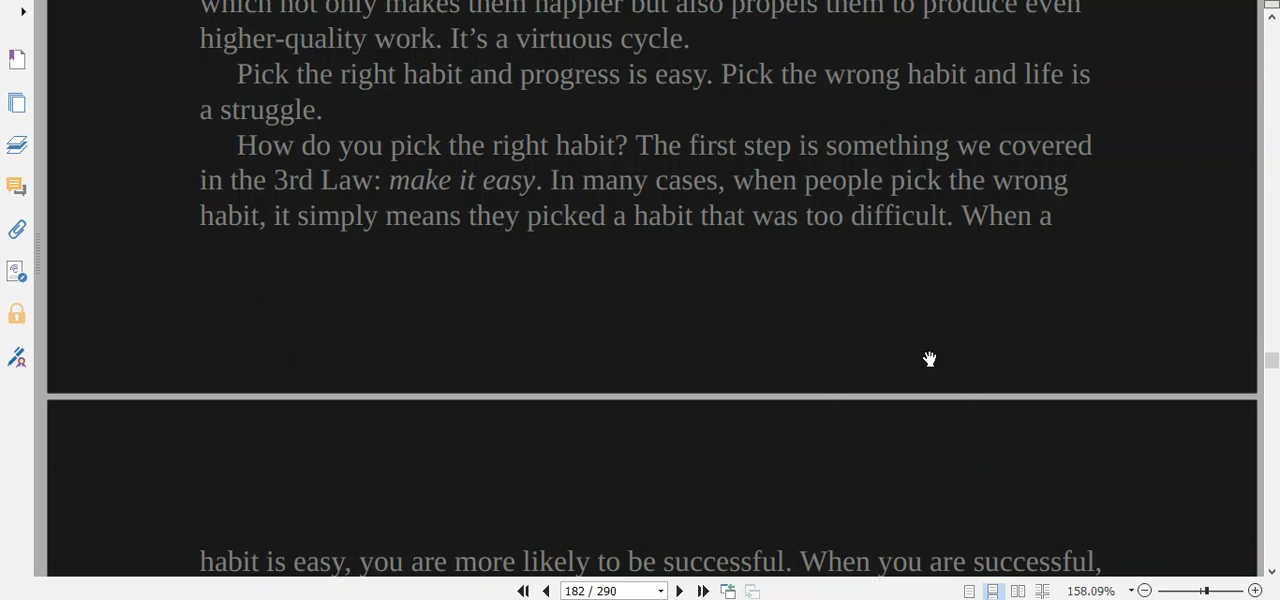 which not only makes them happier but also propels them to produce even
higher-quality work. It’s a virtuous cycle.
Pick the right habit and progress is easy. Pick the wrong habit and life is
a struggle.
How do you pick the right habit? The first step is something we covered
in the 3rd Law: make it easy. In many cases, when people pick the wrong
habit, it simply means they picked a habit that was too difficult. When a
habit is easy, you are more likely to be successful. When you are successful,
182 / 290
158.09%